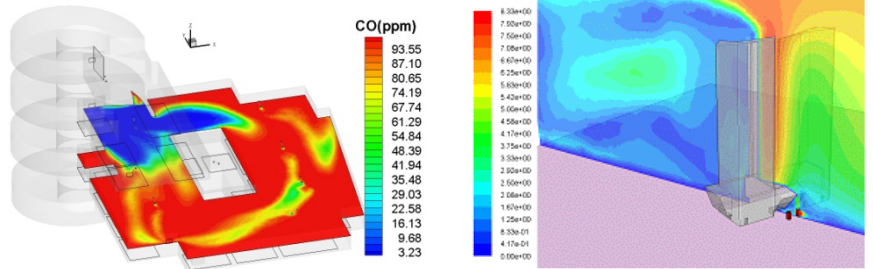 CO(ppm)
93.55
87.10
80.65
74.19
67.74
61.29
54.84
48.39
41.94
35.48
29.03
22.58
16.13
9.68
3.23
Z
X
8.33e+00
7.92e+00
7.50e+00
7.08e+00
6.67e+00
6.25e+00
5.83e+00
5.42e+00
5.00e+00
4.58e+00
4.17e+00
3.75e+00
3.33e+00
2.92e+00
2.50e+00
2.08e+00
1.67e+00
1.25e+00
8.33e-01
4.17e-01
0.00e+00